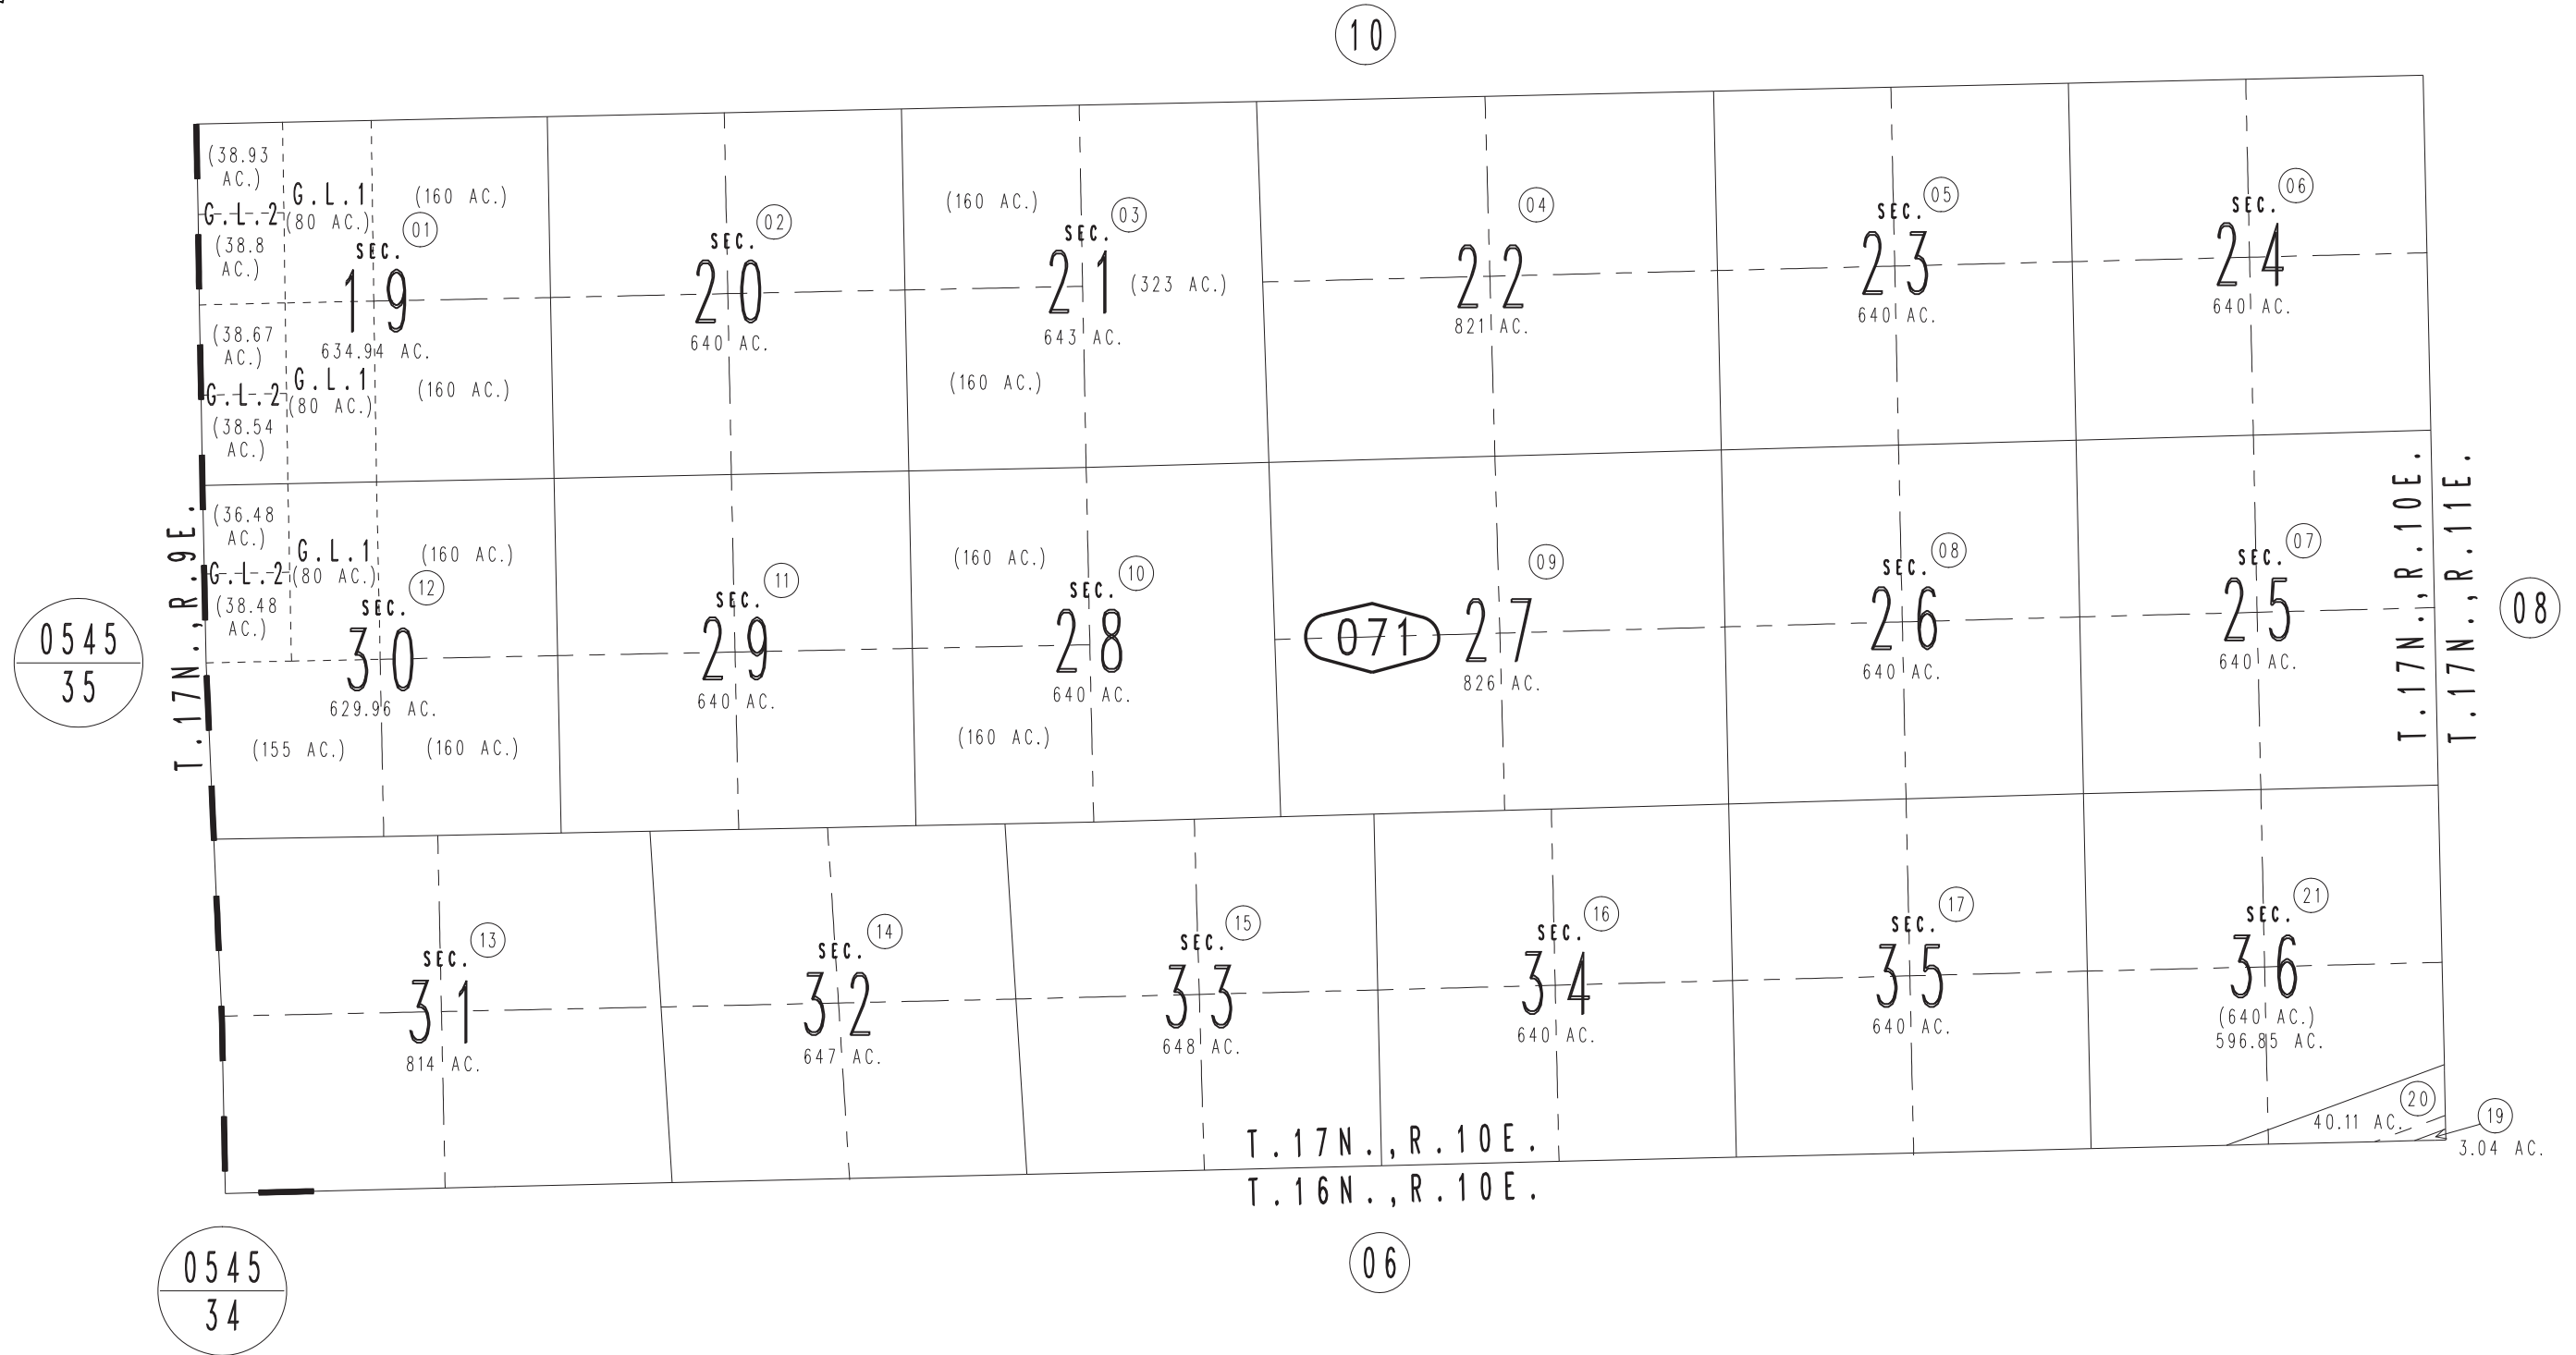 10
(38.93
AC.)
G.L.1
(80 AC.)
G.L.2
(38.8
AC.)
(160 AC.)
01
SEC.
19
634.94 AC.
(38.67
AC.)
G.L.1
(80 AC.)
G.L.2
(38.54
AC.)
(160 AC.)
02
SEC.
20
640 AC.
(160 AC.)
03
SEC.
21
(323 AC.)
643 AC.
(160 AC.)
04
22
821 AC.
05
SEC.
23
640 AC.
06
SEC.
24
640 AC.
T.17N.,R.9E.
0545
35
(36.48
AC.)
G.L.1
(80 AC.)
G.L.2
(38.48
AC.)
(160 AC.)
12
SEC.
30
629.96 AC.
(155 AC.)
(160 AC.)
11
SEC.
29
640 AC.
(160 AC.)
10
SEC.
28
640 AC.
(160 AC.)
071
09
27
826 AC.
08
SEC.
26
640 AC.
07
SEC.
25
640 AC.
T.17N.,R.10E.
T.17N.,R.11E.
08
13
SEC.
31
814 AC.
14
SEC.
32
647 AC.
15
SEC.
33
648 AC.
16
SEC.
34
640 AC.
17
SEC.
35
640 AC.
21
SEC.
36
(640 AC.)
596.85 AC.
20
40.11 AC.
19
3.04 AC.
T.17N.,R.10E.
T.16N.,R.10E.
06
0545
34